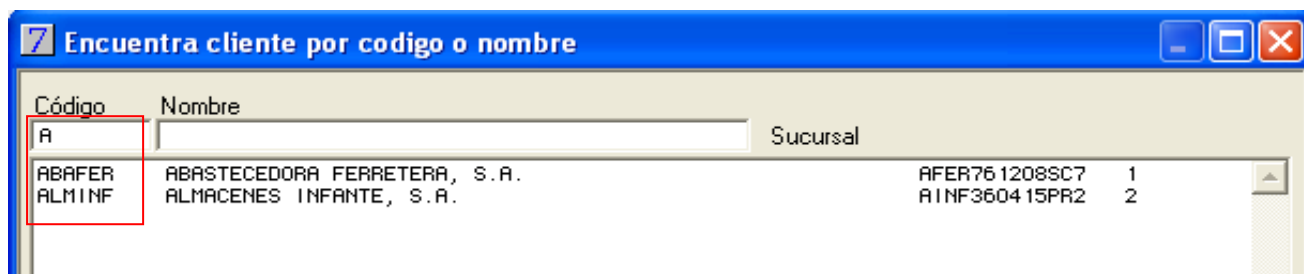 7 Encuentra cliente por codigo o nombre
Código Nombre
A Sucursal
ABAFER ABASTECEDORA FERRETERA, S.A. AFER761208SC7 1
ALMINF ALMACENES INFANTE, S.A. AINF360415PR2 2